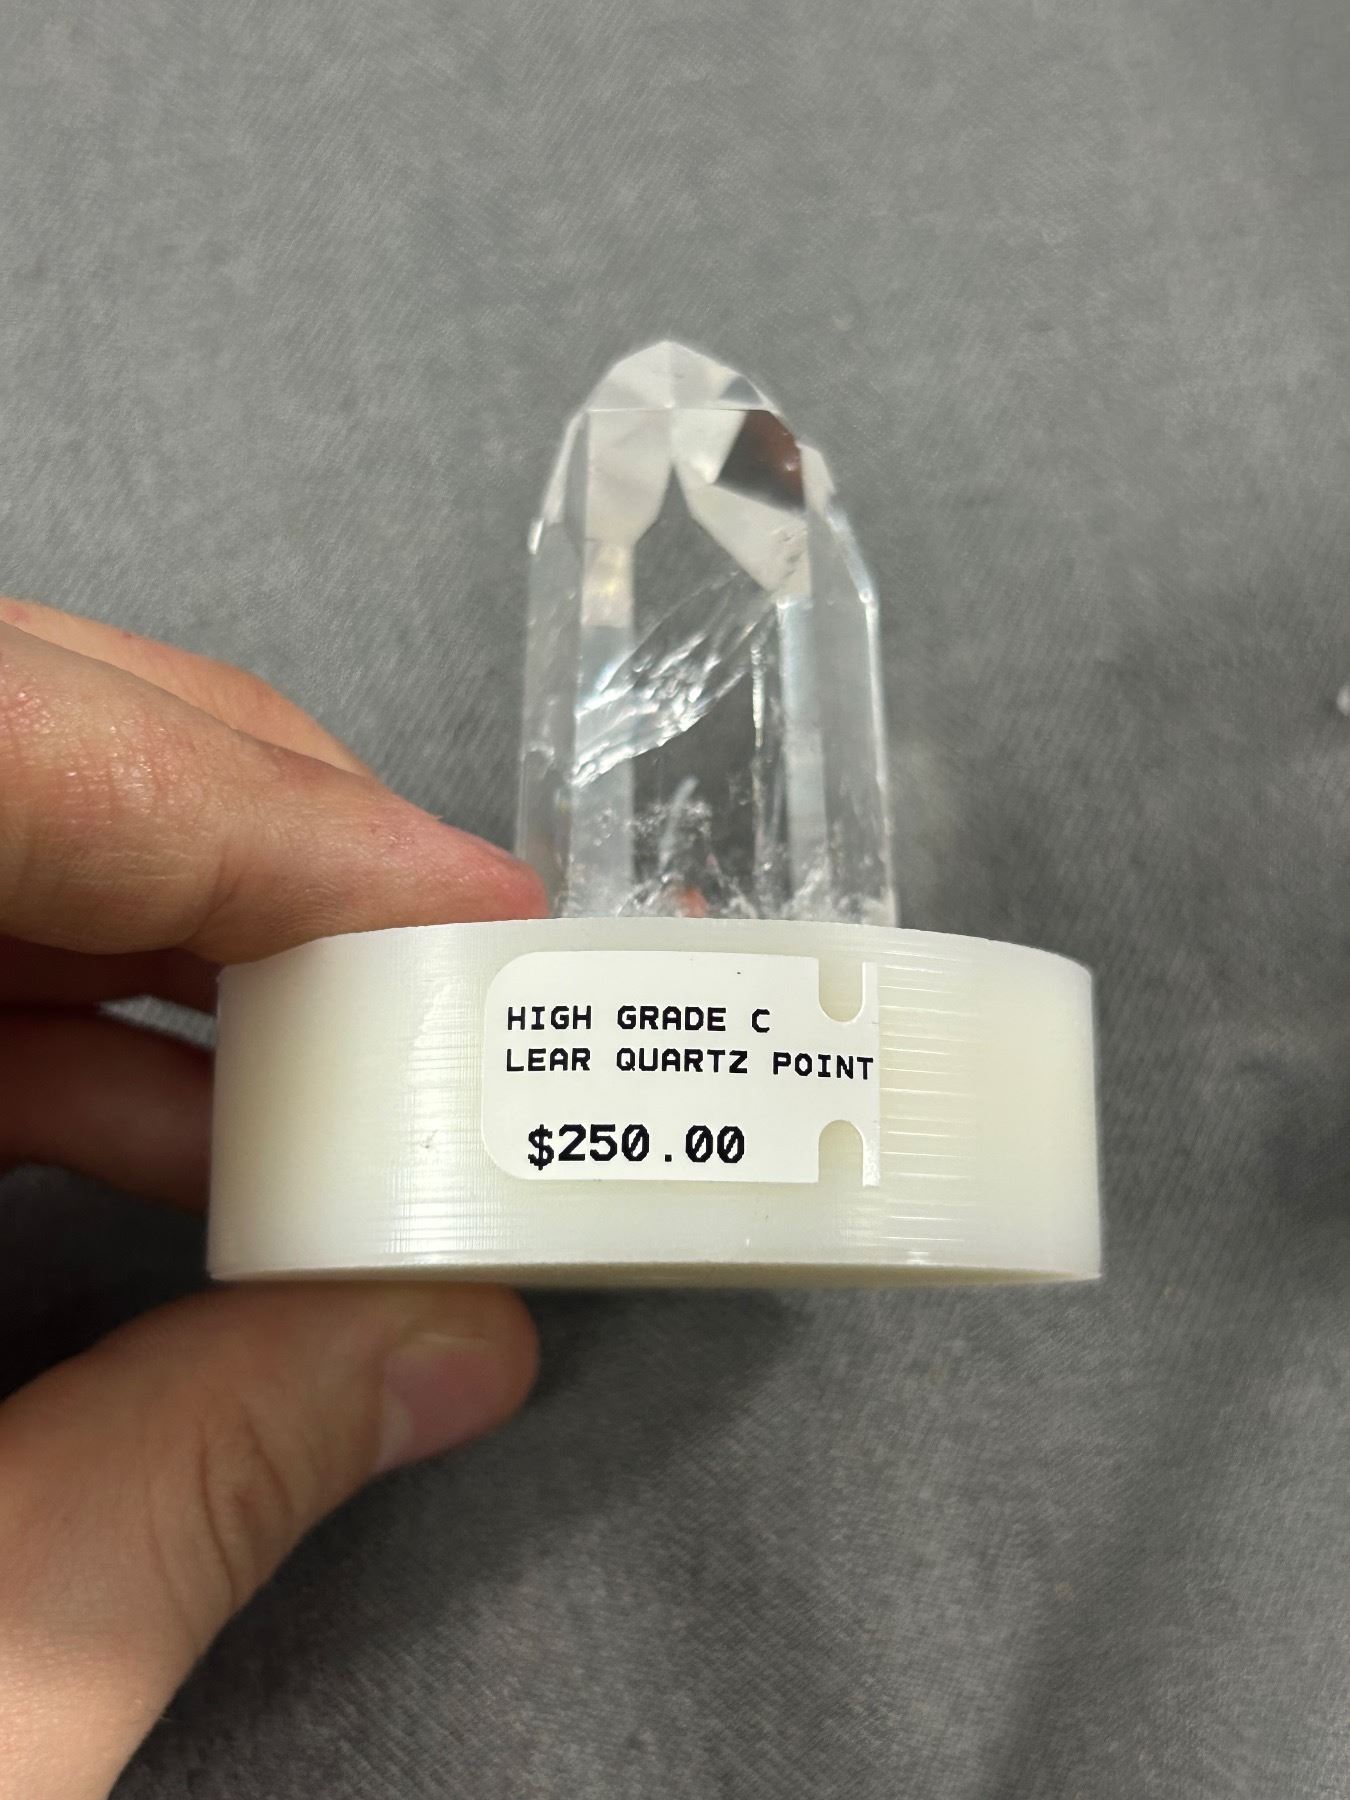 HIGH GRADE C
LEAR QUARTZ POINT
$250.00